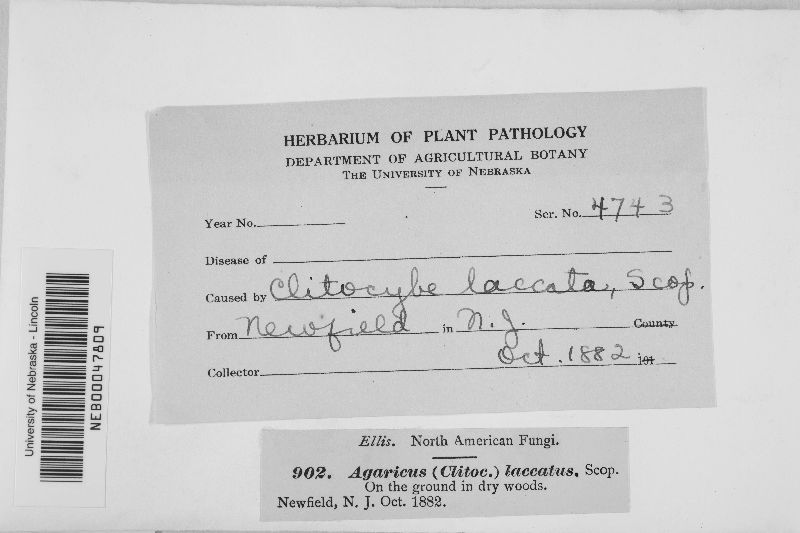 HERBARIUM OF PLANT PATHOLOGY
DEPARTMENT OF AGRICULTURAL BOTANY
THE UNIVERSITY OF NEBRASKA
Year No.
Ser. No. 4743
Disease of
Caused by Clitocybe laccata, Scop.
From Newfield in N. J. County
Oct. 1882
Collector
University of Nebraska - Lincoln
NEB00047809
Ellis. North American Fungi.
902. Agaricus (Clitoc.) laccatus, Scop.
On the ground in dry woods.
Newfield, N. J. Oct. 1882.